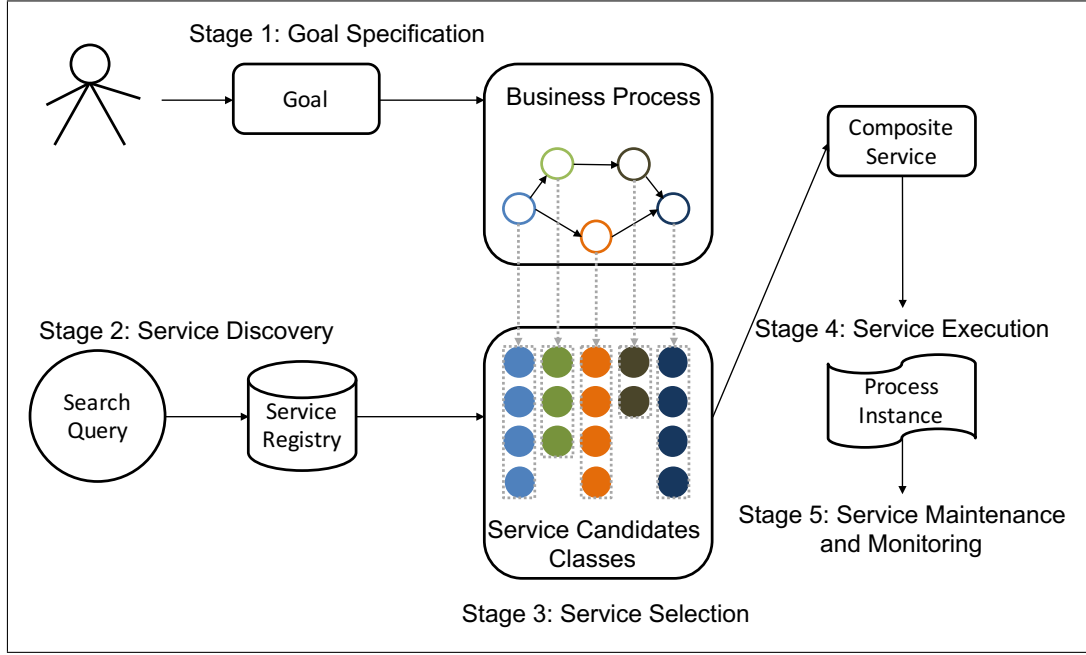 Stage 1: Goal Specification
Goal
Business Process
Composite
Service
Stage 2: Service Discovery
Search
Query
Service
Registry
Service Candidates
Classes
Stage 3: Service Selection
Stage 4: Service Execution
Process
Instance
Stage 5: Service Maintenance
and Monitoring